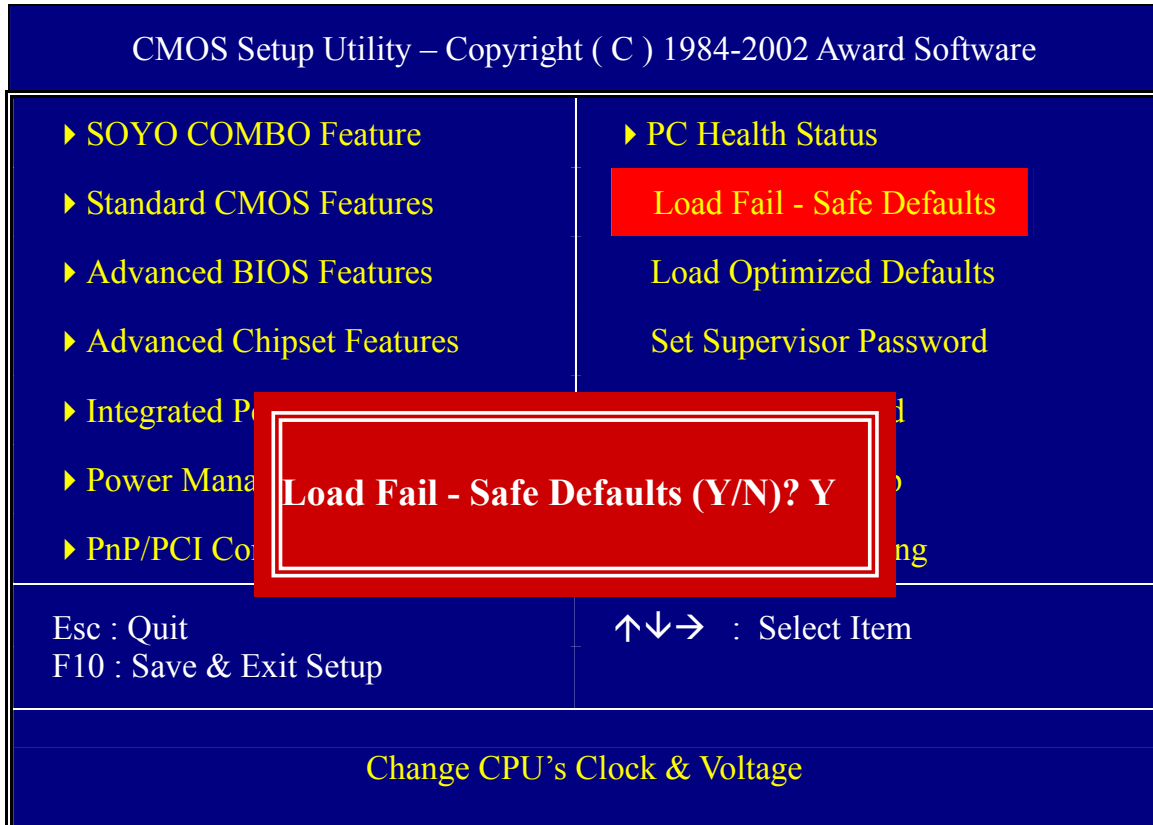 CMOS Setup Utility – Copyright ( C ) 1984-2002 Award Software
SOYO COMBO Feature
Standard CMOS Features
Advanced BIOS Features
Advanced Chipset Features
Integrated
Power
PnP/PCI
PC Health Status
Load Fail - Safe Defaults
Load Optimized Defaults
Set Supervisor Password
Load Fail - Safe Defaults (Y/N)? Y
Esc : Quit
F10 : Save & Exit Setup
↑↓→ : Select Item
Change CPU's Clock & Voltage